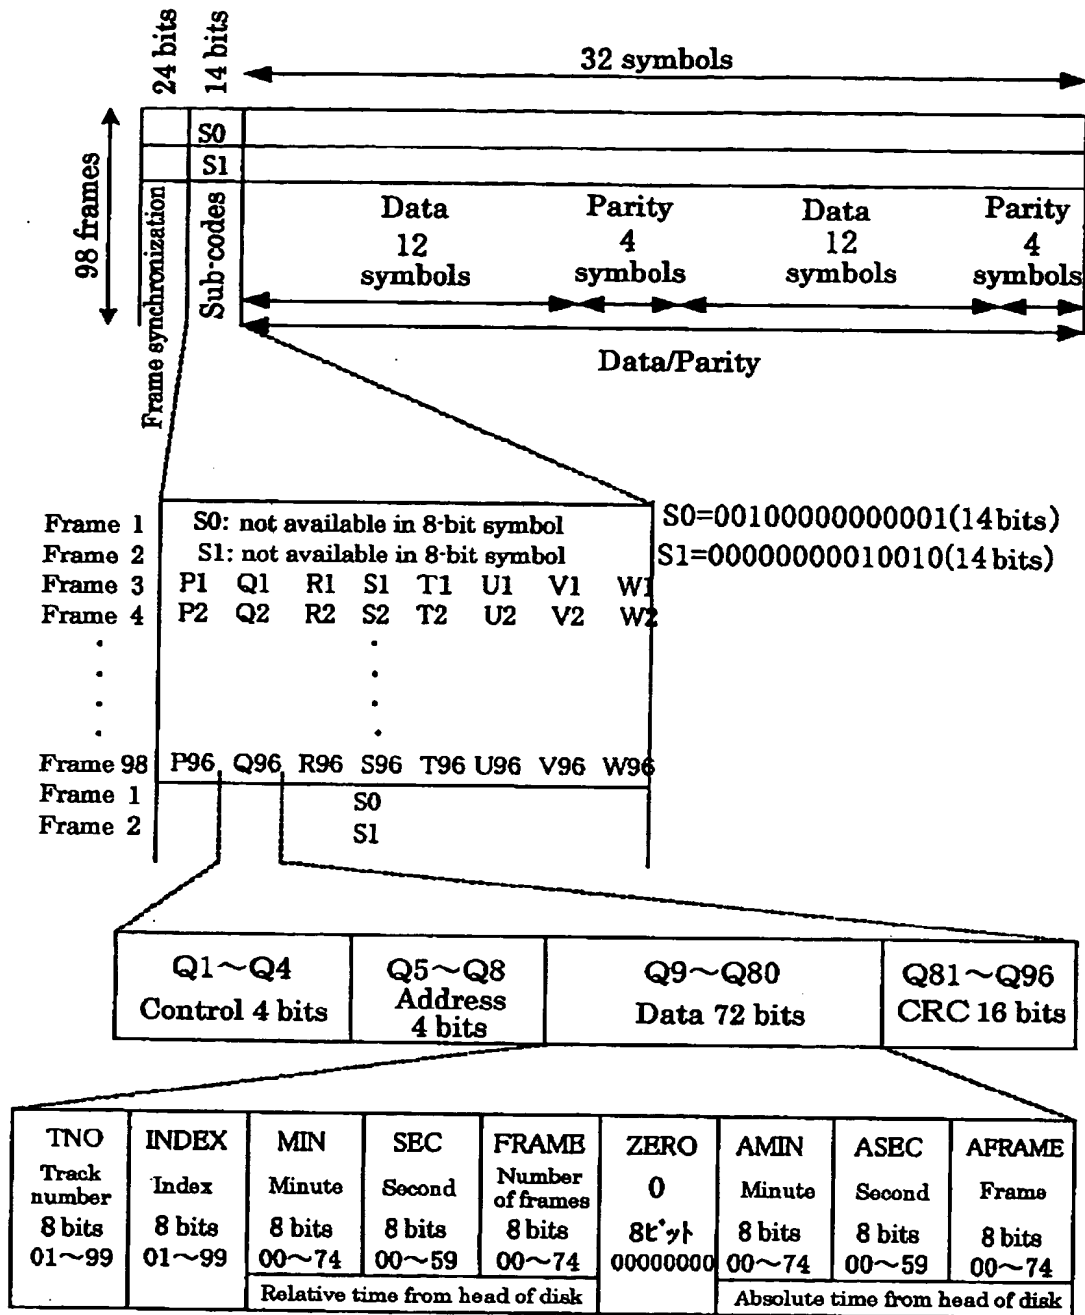 24 bits
14 bits
32 symbols
98 frames
S0
S1
Frame synchronization
Sub-codes
Data
12
symbols
Parity
4
symbols
Data
12
symbols
Parity
4
symbols
Data/Parity
Frame 1 S0: not available in 8-bit symbol S0=00100000000001(14bits)
Frame 2 S1: not available in 8-bit symbol S1=00000000010010(14bits)
Frame 3 P1 Q1 R1 S1 T1 U1 V1 W1
Frame 4 P2 Q2 R2 S2 T2 U2 V2 W2
Frame 98 P96 Q96 R96 S96 T96 U96 V96 W96
Frame 1 S0
Frame 2 S1
Q1～Q4
Control 4 bits
Q5～Q8
Address
4 bits
Q9～Q80
Data 72 bits
Q81～Q96
CRC 16 bits
TNO
Track
number
8 bits
01～99
INDEX
Index
8 bits
01～99
MIN
Minute
8 bits
00～74
SEC
Second
8 bits
00～59
FRAME
Number
of frames
8 bits
00～74
ZERO
0
8ﾋﾞｯﾄ
00000000
AMIN
Minute
8 bits
00～74
ASEC
Second
8 bits
00～59
AFRAME
Frame
8 bits
00～74
Relative time from head of disk
Absolute time from head of disk